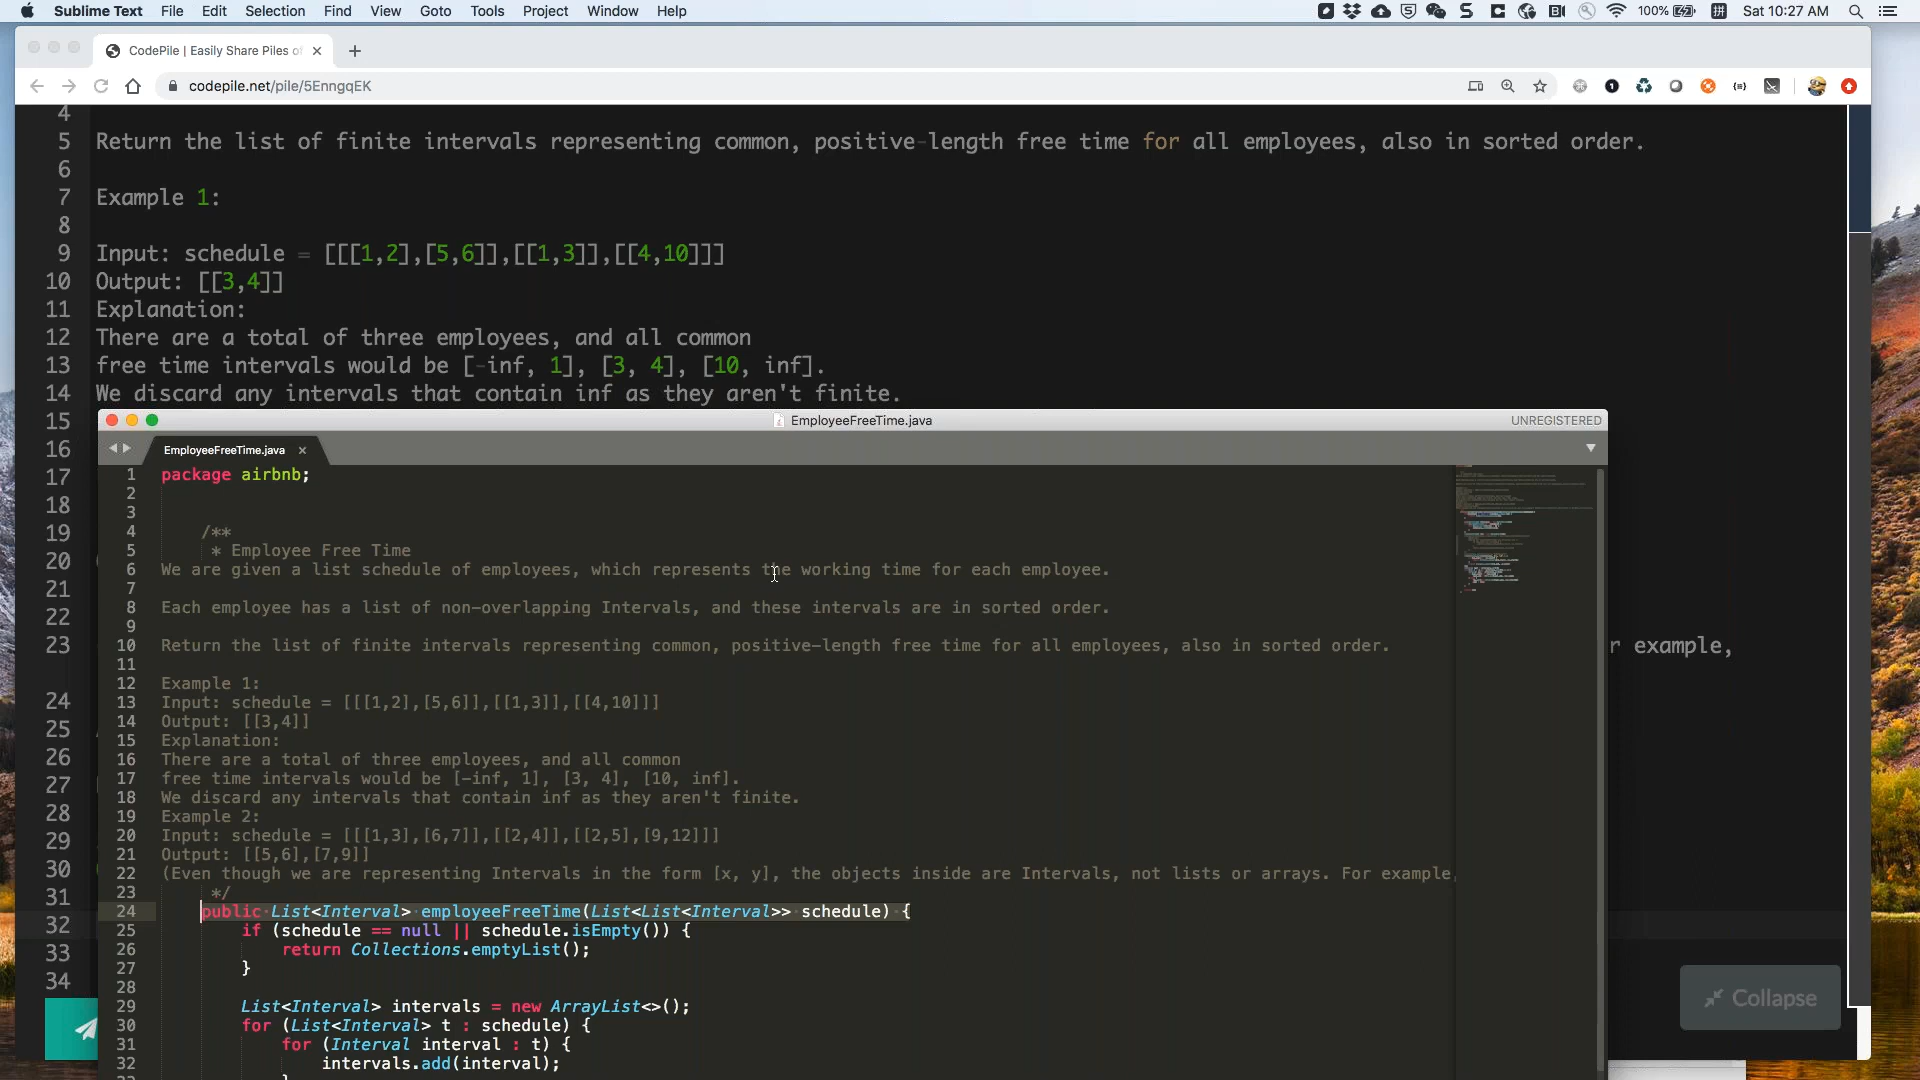 Sublime Text File Edit Selection Find View Goto Tools Project Window Help 100% Sat 10:27 AM
CodePile | Easily Share Piles of
codepile.net/pile/5EnngqEK
4
5 Return the list of finite intervals representing common, positive-length free time for all employees, also in sorted order.
6
7 Example 1:
8
9 Input: schedule = [[[1,2],[5,6]],[[1,3]],[[4,10]]]
10 Output: [[3,4]]
11 Explanation:
12 There are a total of three employees, and all common
13 free time intervals would be [-inf, 1], [3, 4], [10, inf].
14 We discard any intervals that contain inf as they aren't finite.
15
16
17
18
19
20
21
22
23 r example,
24
25
26
27
28
29
30
31
32
33
34
Collapse
EmployeeFreeTime.java UNREGISTERED
EmployeeFreeTime.java
1 package airbnb;
2
3
4 /**
5 * Employee Free Time
6 We are given a list schedule of employees, which represents the working time for each employee.
7
8 Each employee has a list of non-overlapping Intervals, and these intervals are in sorted order.
9
10 Return the list of finite intervals representing common, positive-length free time for all employees, also in sorted order.
11
12 Example 1:
13 Input: schedule = [[[1,2],[5,6]],[[1,3]],[[4,10]]]
14 Output: [[3,4]]
15 Explanation:
16 There are a total of three employees, and all common
17 free time intervals would be [-inf, 1], [3, 4], [10, inf].
18 We discard any intervals that contain inf as they aren't finite.
19 Example 2:
20 Input: schedule = [[[1,3],[6,7]],[[2,4]],[[2,5],[9,12]]]
21 Output: [[5,6],[7,9]]
22 (Even though we are representing Intervals in the form [x, y], the objects inside are Intervals, not lists or arrays. For example,
23 */
24 public List<Interval> employeeFreeTime(List<List<Interval>> schedule) {
25 if (schedule == null || schedule.isEmpty()) {
26 return Collections.emptyList();
27 }
28
29 List<Interval> intervals = new ArrayList<>();
30 for (List<Interval> t : schedule) {
31 for (Interval interval : t) {
32 intervals.add(interval);